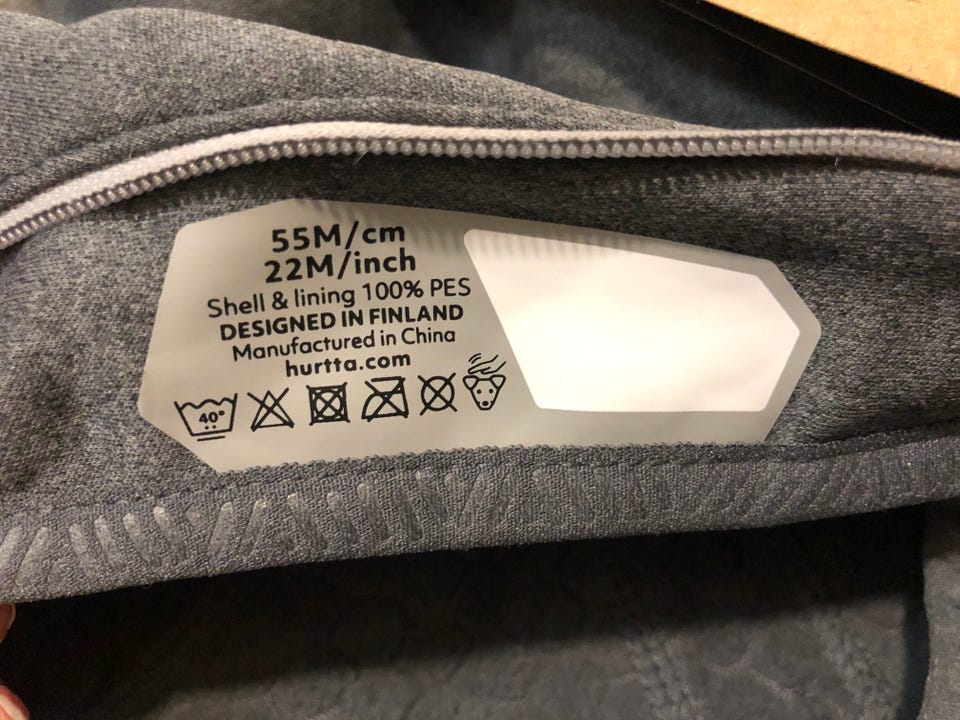 55M/cm
22M/inch
Shell & lining 100% PES
DESIGNED IN FINLAND
Manufactured in China
hurtta.com
40°